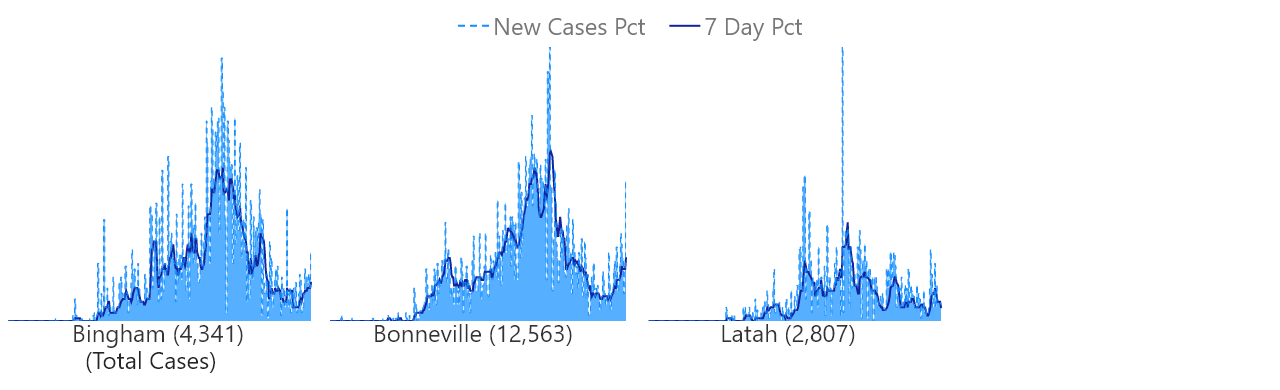 New Cases Pct 7 Day Pct
Bingham (4,341) Bonneville (12,563) Latah (2,807)
(Total Cases)